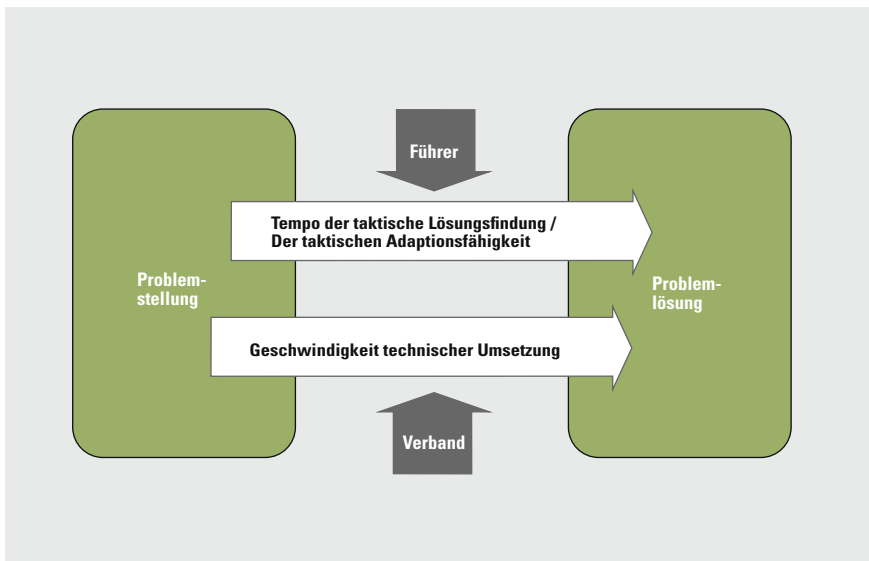 Führer
Tempo der taktische Lösungsfindung /
Der taktischen Adaptionsfähigkeit
Problem-
stellung
Problem-
lösung
Geschwindigkeit technischer Umsetzung
Verband